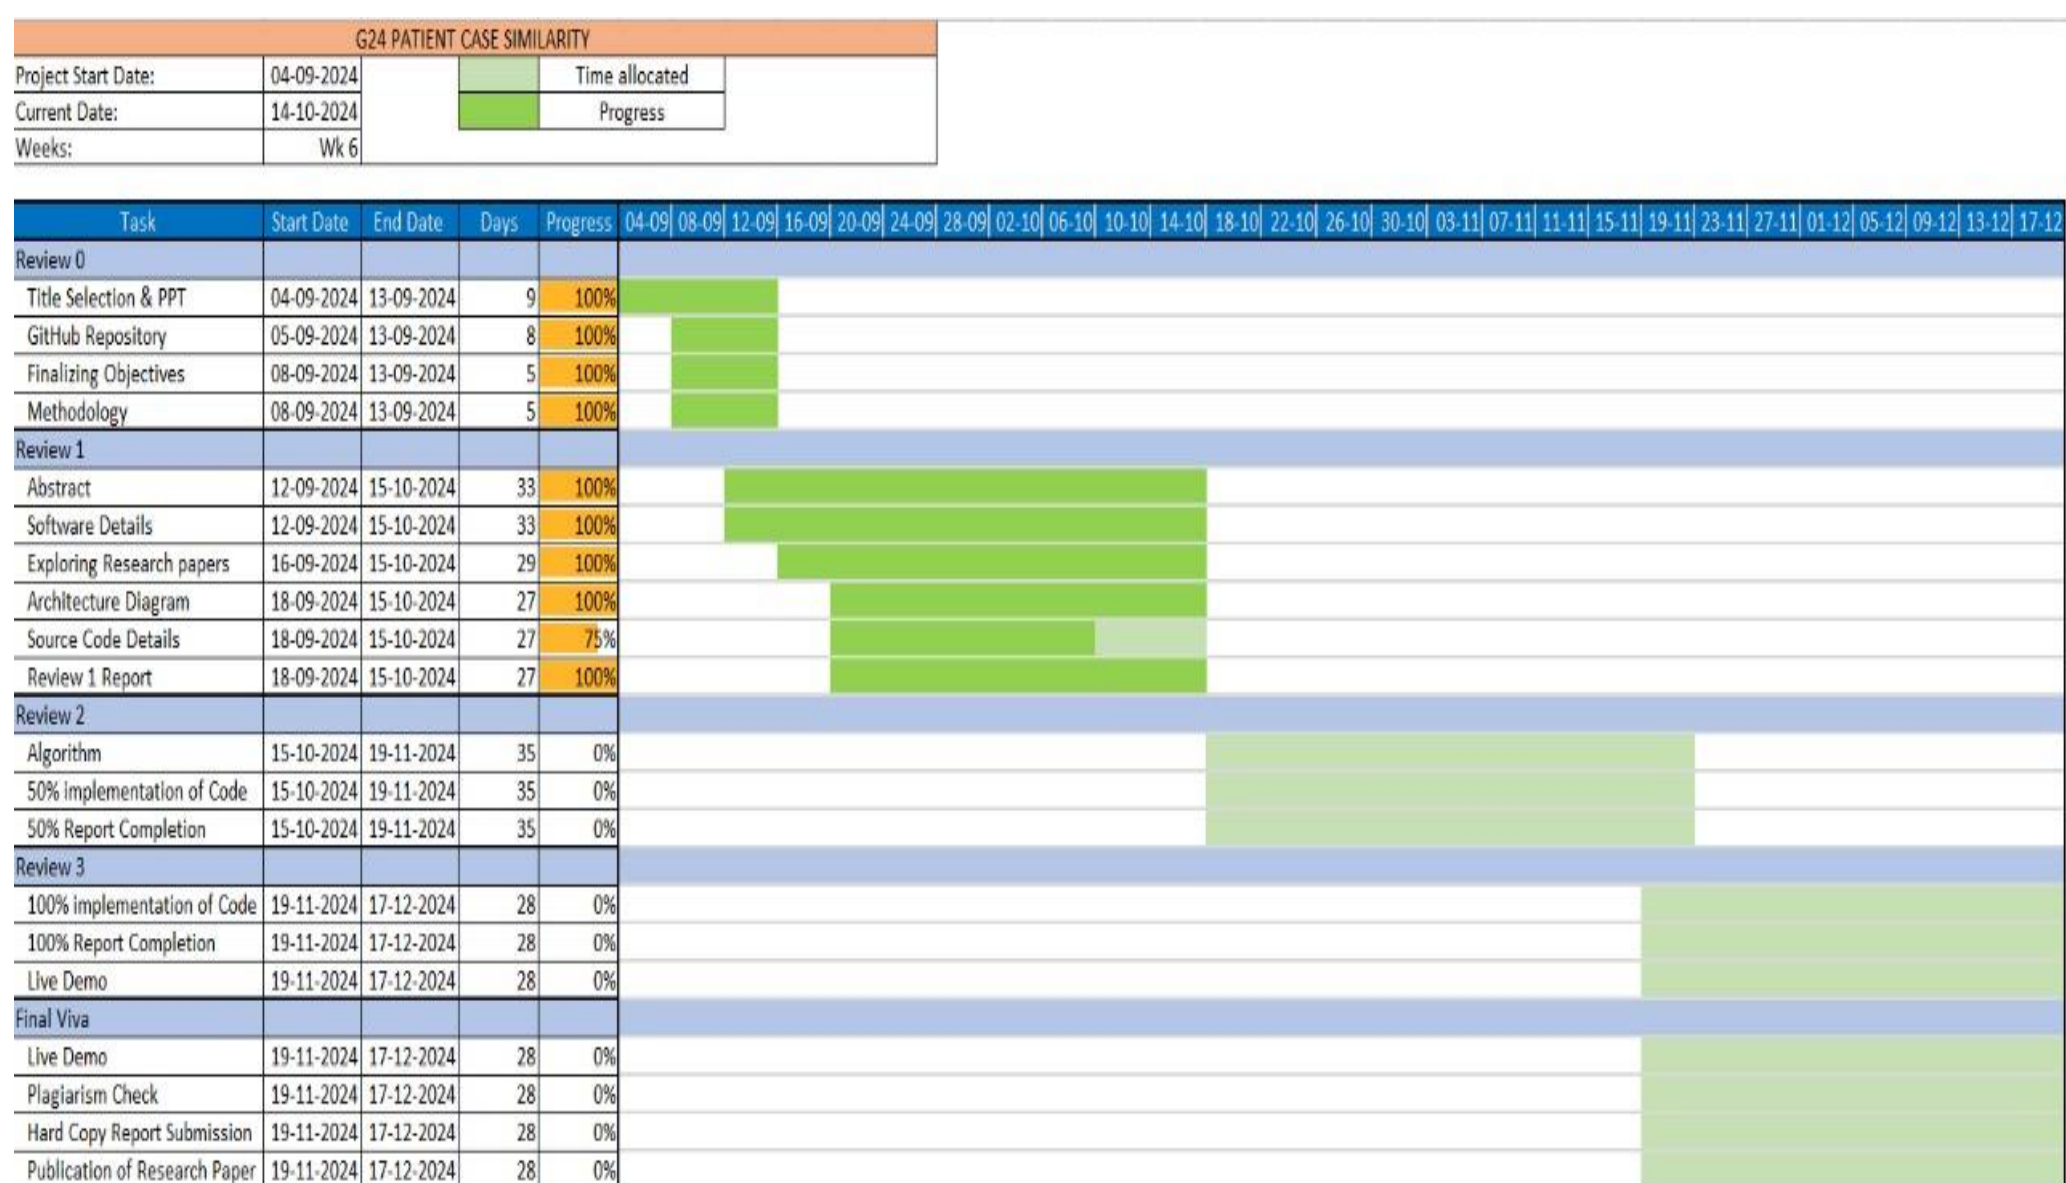 G24 PATIENT CASE SIMILARITY
Project Start Date: 04-09-2024 Time allocated
Current Date: 14-10-2024 Progress
Weeks: Wk 6
Task Start Date End Date Days Progress 04-09 08-09 12-09 16-09 20-09 24-09 28-09 02-10 06-10 10-10 14-10 18-10 22-10 26-10 30-10 03-11 07-11 11-11 15-11 19-11 23-11 27-11 01-12 05-12 09-12 13-12 17-12
Review 0
Title Selection & PPT 04-09-2024 13-09-2024 9 100%
GitHub Repository 05-09-2024 13-09-2024 8 100%
Finalizing Objectives 08-09-2024 13-09-2024 5 100%
Methodology 08-09-2024 13-09-2024 5 100%
Review 1
Abstract 12-09-2024 15-10-2024 33 100%
Software Details 12-09-2024 15-10-2024 33 100%
Exploring Research papers 16-09-2024 15-10-2024 29 100%
Architecture Diagram 18-09-2024 15-10-2024 27 100%
Source Code Details 18-09-2024 15-10-2024 27 75%
Review 1 Report 18-09-2024 15-10-2024 27 100%
Review 2
Algorithm 15-10-2024 19-11-2024 35 0%
50% implementation of Code 15-10-2024 19-11-2024 35 0%
50% Report Completion 15-10-2024 19-11-2024 35 0%
Review 3
100% implementation of Code 19-11-2024 17-12-2024 28 0%
100% Report Completion 19-11-2024 17-12-2024 28 0%
Live Demo 19-11-2024 17-12-2024 28 0%
Final Viva
Live Demo 19-11-2024 17-12-2024 28 0%
Plagiarism Check 19-11-2024 17-12-2024 28 0%
Hard Copy Report Submission 19-11-2024 17-12-2024 28 0%
Publication of Research Paper 19-11-2024 17-12-2024 28 0%